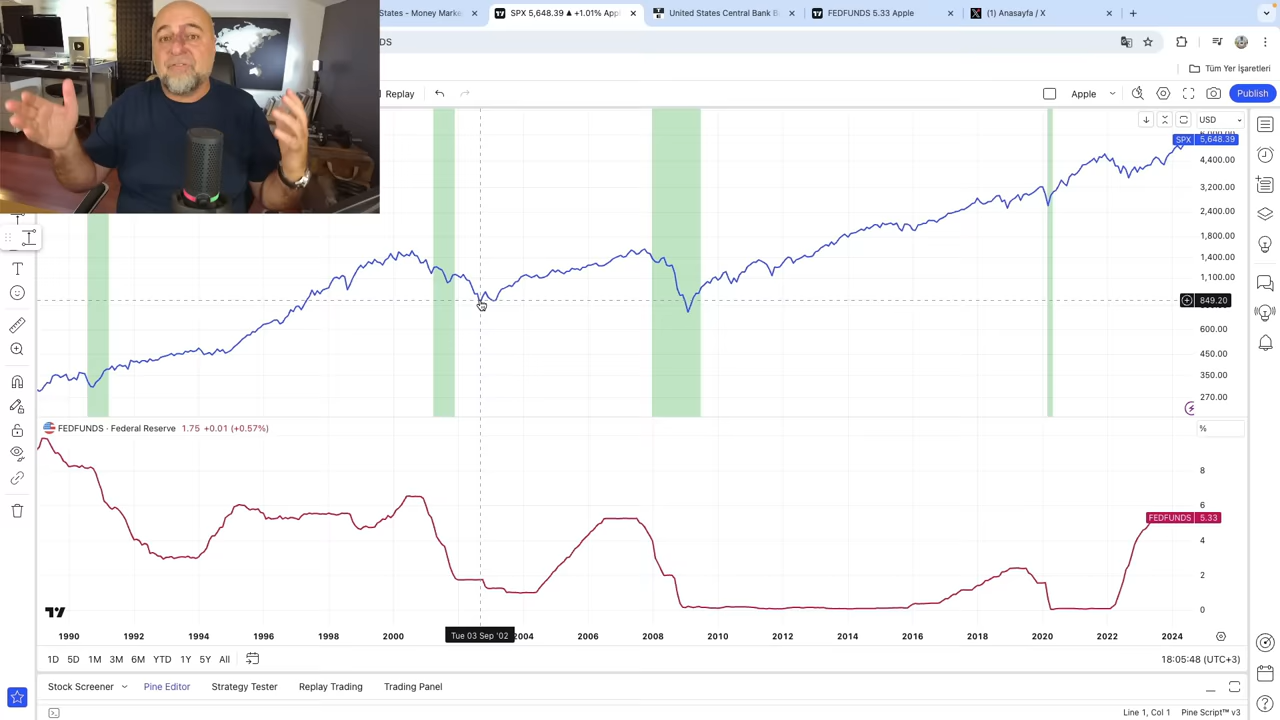 States - Money Marke
SPX 5,648.39 ▲ +1.01% Appl
United States Central Bank B
FEDFUNDS 5.33 Apple
(1) Anasayfa / X
DS
Tüm Yer İşaretleri
Replay
Apple
Publish
USD
SPX 5,648.39
4,400.00
3,200.00
2,400.00
1,800.00
1,400.00
1,100.00
849.20
600.00
450.00
350.00
270.00
FEDFUNDS · Federal Reserve 1.75 +0.01 (+0.57%)
%
8
6
FEDFUNDS 5.33
4
2
0
1990 1992 1994 1996 1998 2000 Tue 03 Sep '02 2004 2006 2008 2010 2012 2014 2016 2018 2020 2022 2024
1D 5D 1M 3M 6M YTD 1Y 5Y All
18:05:48 (UTC+3)
Stock Screener Pine Editor Strategy Tester Replay Trading Trading Panel
Line 1, Col 1 Pine Script™ v3